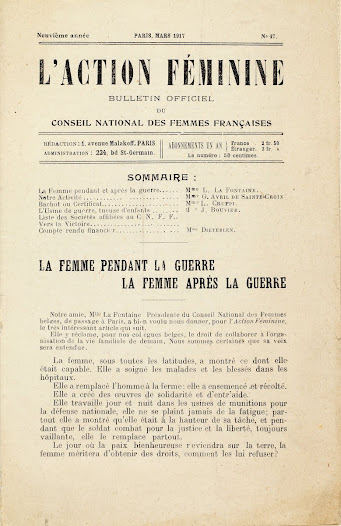 Neuvième année PARIS, MARS 1917 No 47.
L'ACTION FÉMININE
BULLETIN OFFICIEL
DU
CONSEIL NATIONAL DES FEMMES FRANÇAISES
RÉDACTION : 1, avenue Malakoff, PARIS
ADMINISTRATION : 224, bd St-Germain.
ABONNEMENTS UN AN
France 2 fr. 50
Étranger. 3 fr. »
Le numéro : 50 centimes
SOMMAIRE :
La Femme pendant et après la guerre..... Mme L. LA FONTAINE.
Notre Activité..... Mme G. AVRIL DE SAINTE-CROIX
Bachot ou Certificat..... Mme L. CRUPPI.
L'Usine de guerre, tueuse d'enfants.... J. BOUVIER.
Liste des Sociétés affiliées au C. N. F. F..
Vers la Victoire.....
Compte rendu financier..... Mme DIETERLEN.
LA FEMME PENDANT LA GUERRE
LA FEMME APRÈS LA GUERRE
Notre amie, Mme La Fontaine Présidente du Conseil National des Femmes
belges, de passage à Paris, a bien voulu nous donner, pour l'Action Féminine,
le très intéressant article qui suit.
Elle y réclame, pour nos collègues belges, le droit de collaborer à l'orga-
nisation de la vie familiale de demain. Nous sommes certaines que sa voix
sera entendue.
La femme, sous toutes les latitudes, a montré ce dont elle
était capable. Elle a soigné les malades et les blessés dans les
hôpitaux.
Elle a remplacé l'homme à la ferme : elle a ensemencé et récolté.
Elle a créé des œuvres de solidarité et d'entr'aide.
Elle travaille jour et nuit dans les usines de munitions pour
la défense nationale, elle ne se plaint jamais de la fatigue; par-
tout elle a montré qu'elle était à la hauteur de sa tâche, et pen-
dant que le soldat combat pour la justice et la liberté, toujours
vaillante, elle le remplace partout.
Le jour où la paix bienheureuse reviendra sur la terre, la
femme méritera d'obtenir des droits, comment les lui refuser?